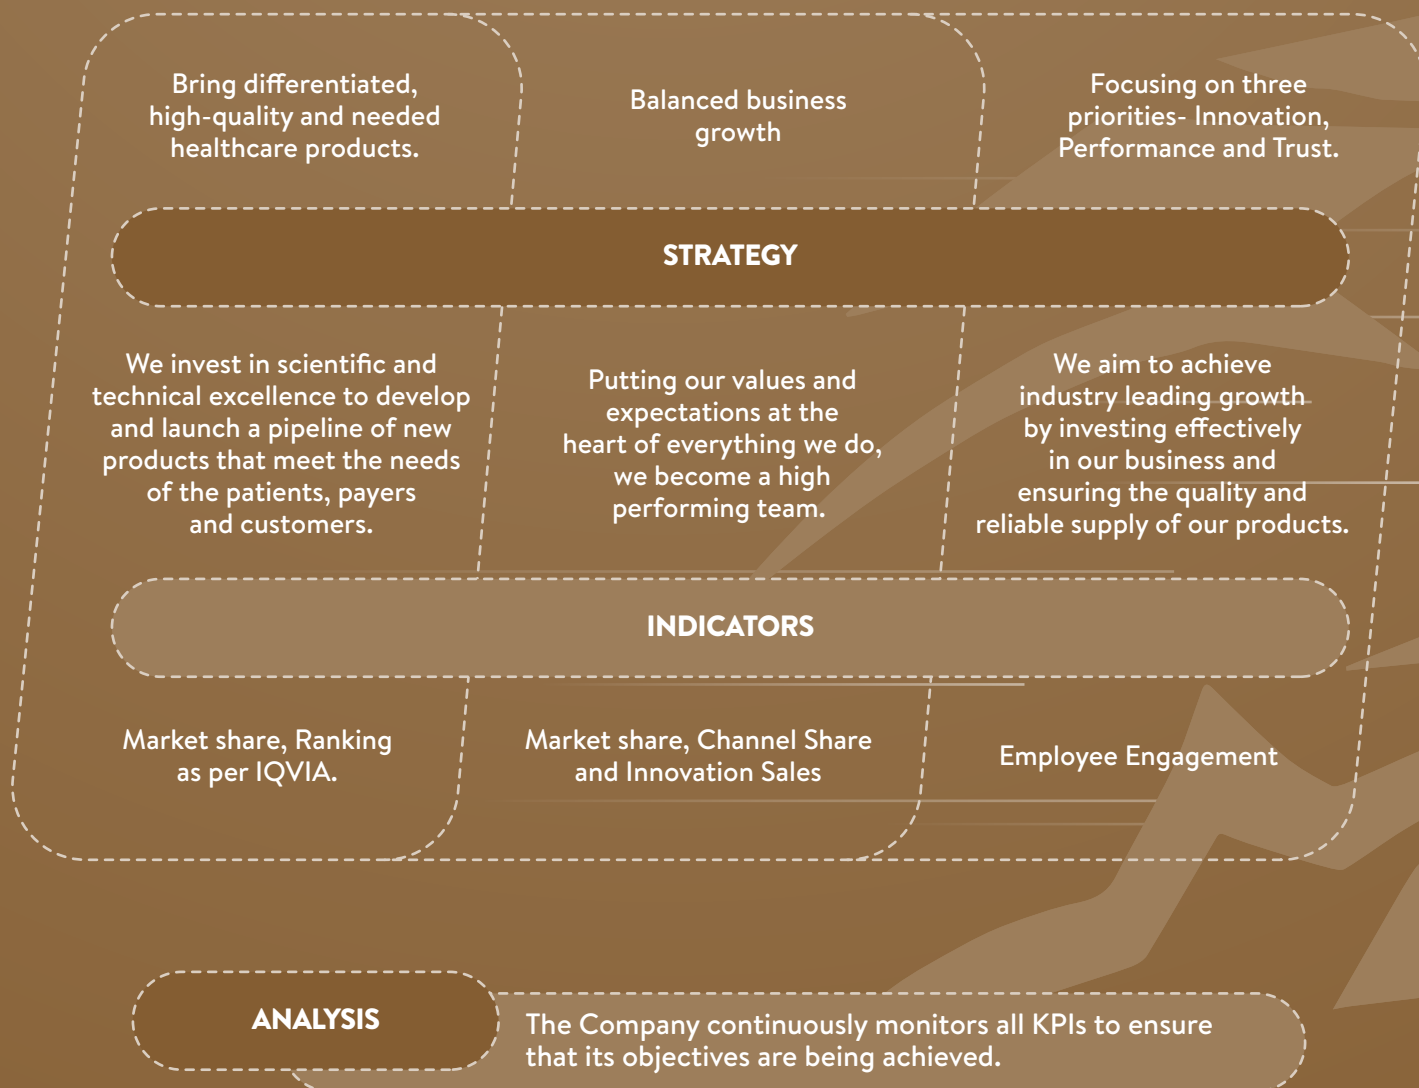 Bring differentiated,
high-quality and needed
healthcare products.
Balanced business
growth
Focusing on three
priorities- Innovation,
Performance and Trust.
STRATEGY
We invest in scientific and
technical excellence to develop
and launch a pipeline of new
products that meet the needs
of the patients, payers
and customers.
Putting our values and
expectations at the
heart of everything we do,
we become a high
performing team.
We aim to achieve
industry leading growth
by investing effectively
in our business and
ensuring the quality and
reliable supply of our products.
INDICATORS
Market share, Ranking
as per IQVIA.
Market share, Channel Share
and Innovation Sales
Employee Engagement
ANALYSIS
The Company continuously monitors all KPIs to ensure
that its objectives are being achieved.